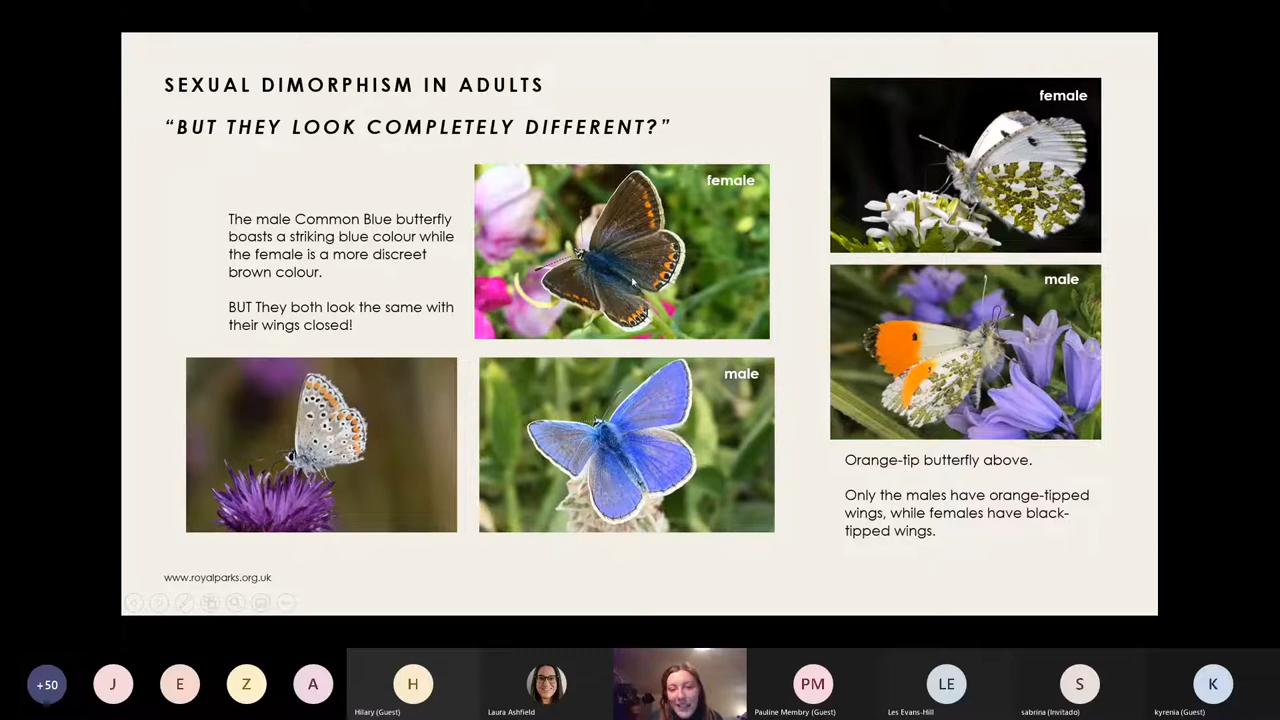 SEXUAL DIMORPHISM IN ADULTS
“BUT THEY LOOK COMPLETELY DIFFERENT?”
The male Common Blue butterfly
boasts a striking blue colour while
the female is a more discreet
brown colour.
BUT They both look the same with
their wings closed!
female
male
female
male
Orange-tip butterfly above.
Only the males have orange-tipped
wings, while females have black-
tipped wings.
www.royalparks.org.uk
+50
J
E
Z
A
H
Hilary (Guest)
Laura Ashfield
PM
Pauline Membry (Guest)
LE
Les Evans-Hill
S
sabrina (Invitado)
K
kyrenia (Guest)